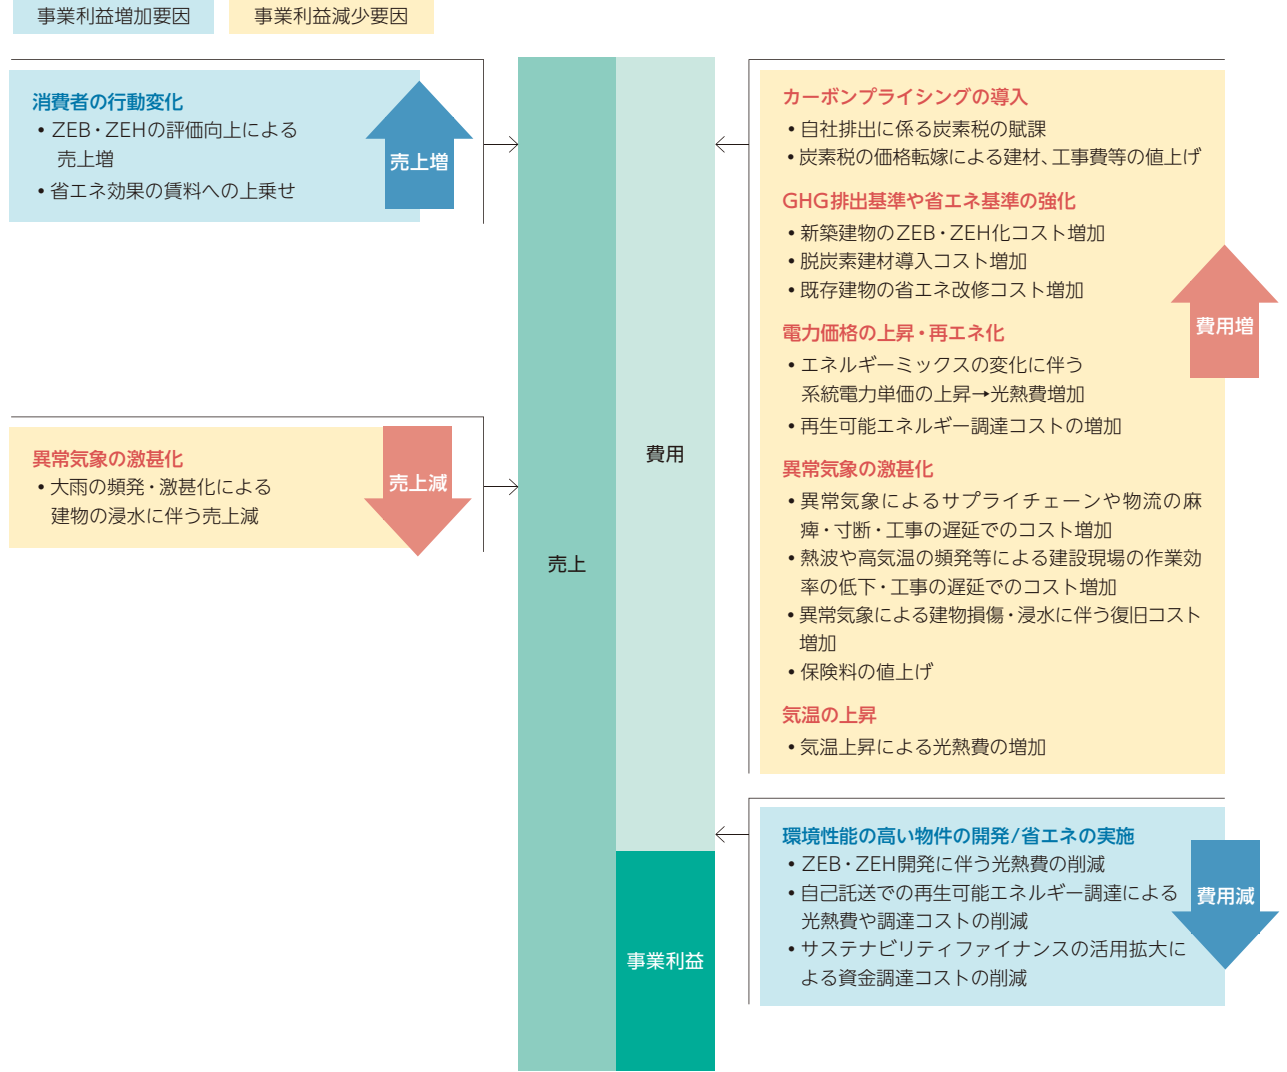 事業利益増加要因
事業利益減少要因
消費者の行動変化
• ZEB・ZEHの評価向上による
売上増
• 省エネ効果の賃料への上乗せ
売上増
異常気象の激甚化
• 大雨の頻発・激甚化による
建物の浸水に伴う売上減
売上減
売上
費用
事業利益
カーボンプライシングの導入
• 自社排出に係る炭素税の賦課
• 炭素税の価格転嫁による建材、工事費等の値上げ
GHG排出基準や省エネ基準の強化
• 新築建物のZEB・ZEH化コスト増加
• 脱炭素建材導入コスト増加
• 既存建物の省エネ改修コスト増加
電力価格の上昇・再エネ化
• エネルギーミックスの変化に伴う
系統電力単価の上昇→光熱費増加
• 再生可能エネルギー調達コストの増加
異常気象の激甚化
• 異常気象によるサプライチェーンや物流の麻
痺・寸断・工事の遅延でのコスト増加
• 熱波や高気温の頻発等による建設現場の作業効
率の低下・工事の遅延でのコスト増加
• 異常気象による建物損傷・浸水に伴う復旧コスト
増加
• 保険料の値上げ
気温の上昇
• 気温上昇による光熱費の増加
費用増
環境性能の高い物件の開発/省エネの実施
• ZEB・ZEH開発に伴う光熱費の削減
• 自己託送での再生可能エネルギー調達による
光熱費や調達コストの削減
• サステナビリティファイナンスの活用拡大に
よる資金調達コストの削減
費用減